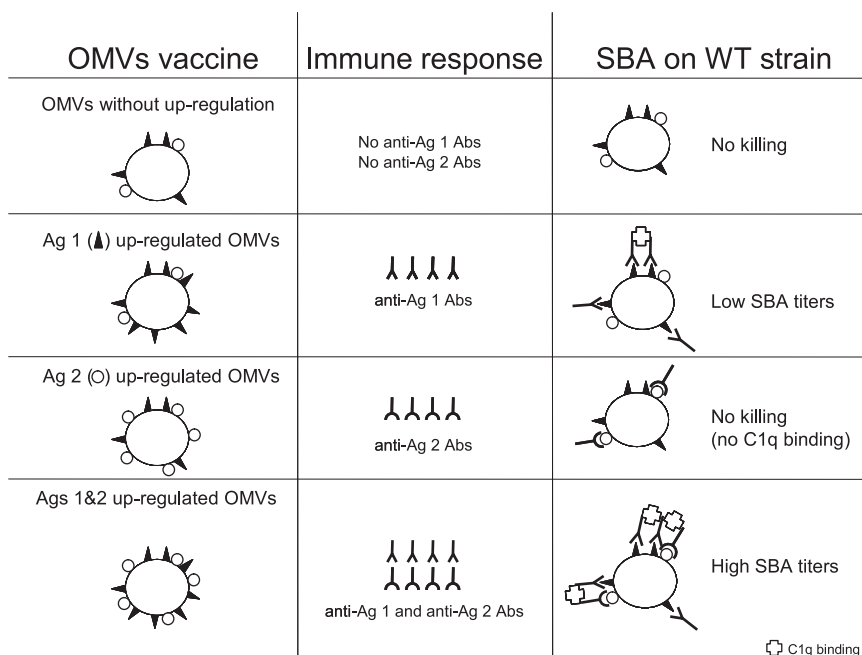 OMVs vaccine
Immune response
SBA on WT strain
OMVs without up-regulation
No anti-Ag 1 Abs
No anti-Ag 2 Abs
No killing
Ag 1 (▲) up-regulated OMVs
anti-Ag 1 Abs
Low SBA titers
Ag 2 (○) up-regulated OMVs
anti-Ag 2 Abs
No killing
(no C1q binding)
Ags 1&2 up-regulated OMVs
anti-Ag 1 and anti-Ag 2 Abs
High SBA titers
C1q binding